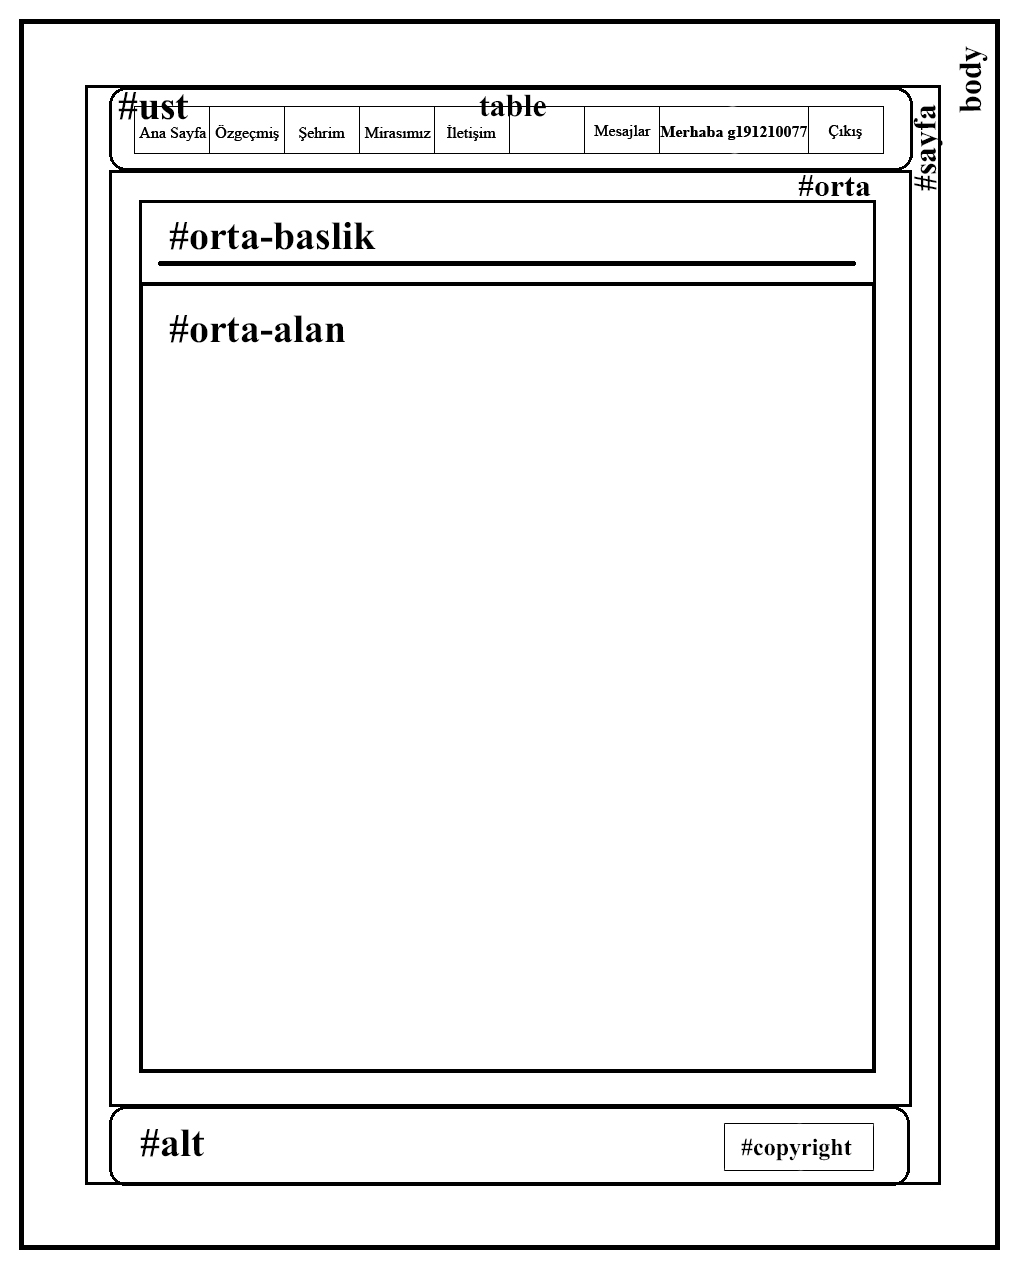 body
#sayfa
#ust
table
Ana Sayfa Özgeçmiş Şehrim Mirasımız İletişim Mesajlar Merhaba g191210077 Çıkış
#orta
#orta-baslik
#orta-alan
#alt
#copyright